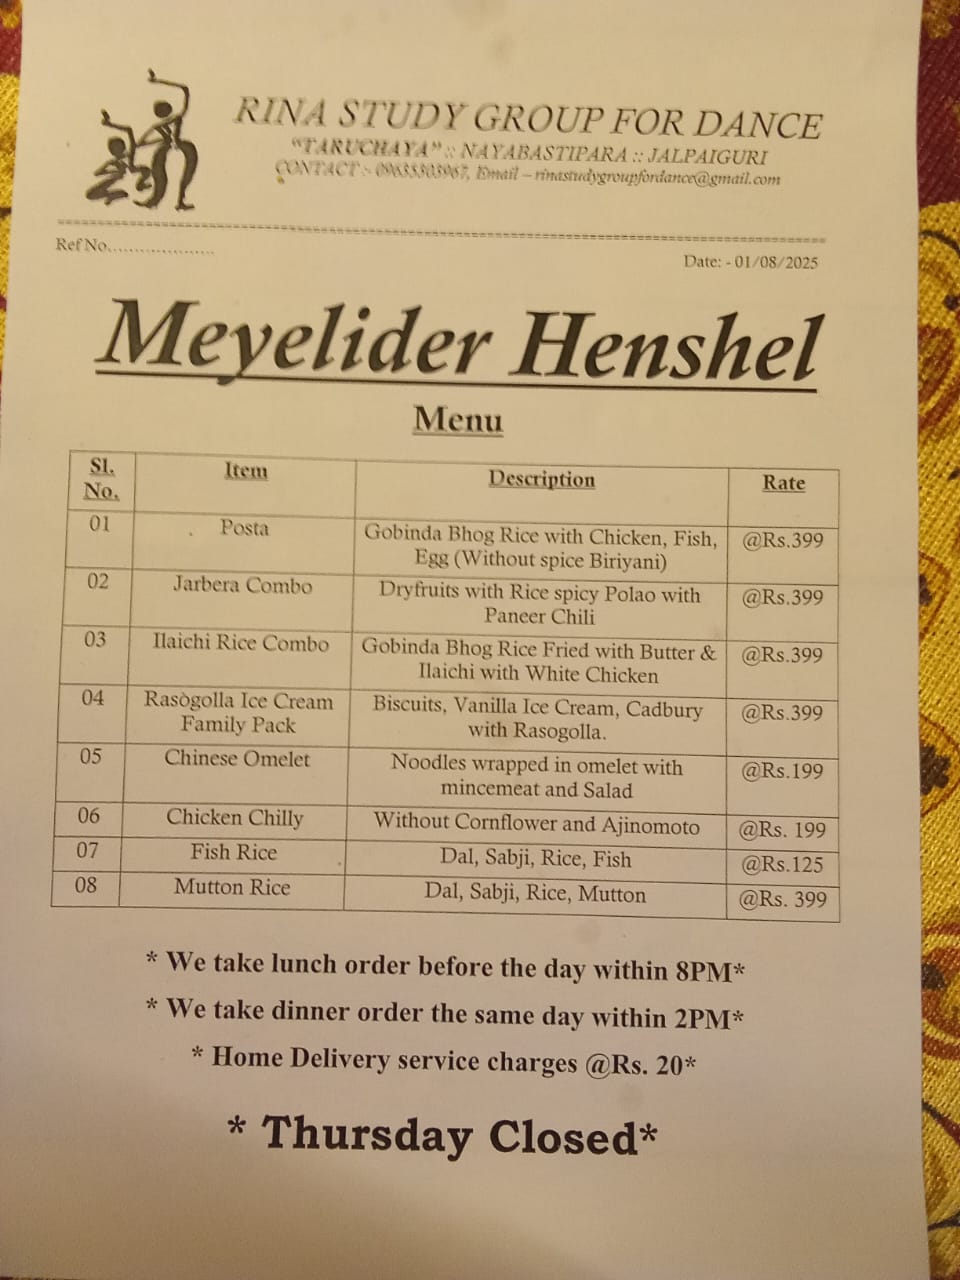 RINA STUDY GROUP FOR DANCE
"TARUCHAYA" :: NAYABASTIPARA :: JALPAIGURI
CONTACT :- 09635303967, Email – rinastudygroupfordance@gmail.com
Ref No....................
Date: - 01/08/2025
Meyelider Henshel
Menu
Sl. No. Item Description Rate
01 Posta Gobinda Bhog Rice with Chicken, Fish, @Rs.399
Egg (Without spice Biriyani)
02 Jarbera Combo Dryfruits with Rice spicy Polao with @Rs.399
Paneer Chili
03 Ilaichi Rice Combo Gobinda Bhog Rice Fried with Butter & @Rs.399
Ilaichi with White Chicken
04 Rasogolla Ice Cream Biscuits, Vanilla Ice Cream, Cadbury @Rs.399
Family Pack with Rasogolla.
05 Chinese Omelet Noodles wrapped in omelet with @Rs.199
mincemeat and Salad
06 Chicken Chilly Without Cornflower and Ajinomoto @Rs. 199
07 Fish Rice Dal, Sabji, Rice, Fish @Rs.125
08 Mutton Rice Dal, Sabji, Rice, Mutton @Rs. 399
* We take lunch order before the day within 8PM*
* We take dinner order the same day within 2PM*
* Home Delivery service charges @Rs. 20*
* Thursday Closed*